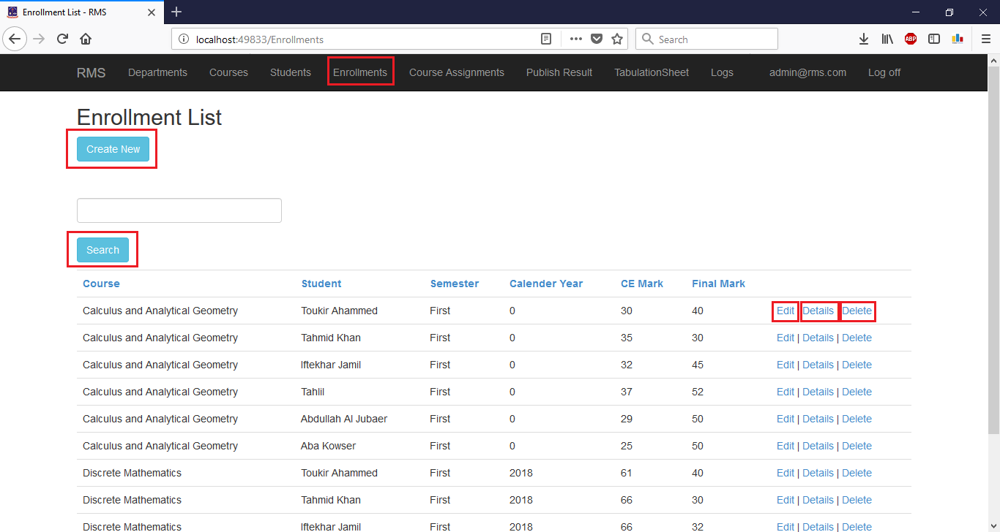 Enrollment List - RMS
localhost:49833/Enrollments
Search
ABP
RMS Departments Courses Students Enrollments Course Assignments Publish Result TabulationSheet Logs admin@rms.com Log off
Enrollment List
Create New
Search
Course Student Semester Calender Year CE Mark Final Mark
Calculus and Analytical Geometry Toukir Ahammed First 0 30 40 Edit Details Delete
Calculus and Analytical Geometry Tahmid Khan First 0 35 30 Edit | Details | Delete
Calculus and Analytical Geometry Iftekhar Jamil First 0 32 45 Edit | Details | Delete
Calculus and Analytical Geometry Tahlil First 0 37 52 Edit | Details | Delete
Calculus and Analytical Geometry Abdullah Al Jubaer First 0 29 50 Edit | Details | Delete
Calculus and Analytical Geometry Aba Kowser First 0 25 50 Edit | Details | Delete
Discrete Mathematics Toukir Ahammed First 2018 61 40 Edit | Details | Delete
Discrete Mathematics Tahmid Khan First 2018 66 30 Edit | Details | Delete
Discrete Mathematics Iftekhar Jamil First 2018 66 32 Edit | Details | Delete